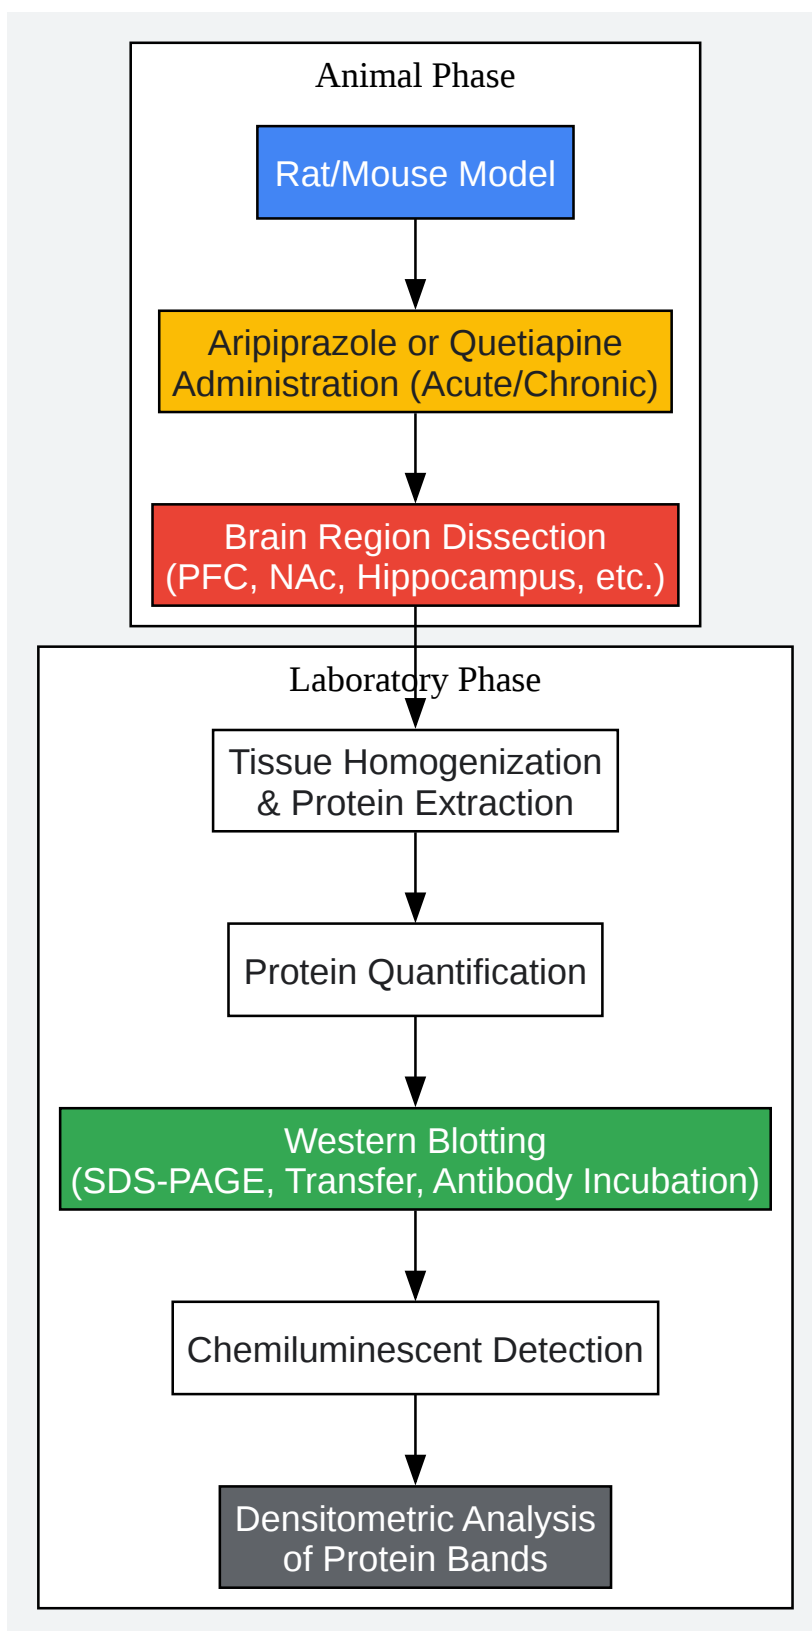 Animal Phase
Rat/Mouse Model
Aripiprazole or Quetiapine
Administration (Acute/Chronic)
Brain Region Dissection
(PFC, NAc, Hippocampus, etc.)
Laboratory Phase
Tissue Homogenization
& Protein Extraction
Protein Quantification
Western Blotting
(SDS-PAGE, Transfer, Antibody Incubation)
Chemiluminescent Detection
Densitometric Analysis
of Protein Bands